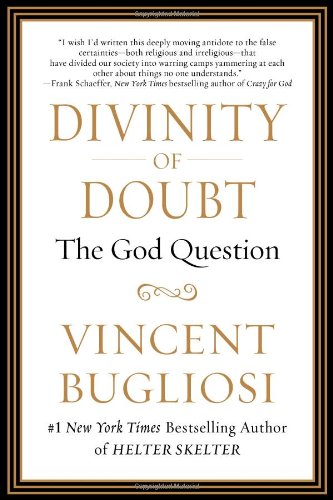 "I wish I'd written this deeply moving antidote to the false
certainties—both religious and irreligious—that
have divided our society into warring camps yammering at each
other about things no one understands."
—Frank Schaeffer, New York Times bestselling author of Crazy for God
DIVINITY
OF
DOUBT
The God Question
VINCENT
BUGLIOSI
#1 New York Times Bestselling Author
of HELTER SKELTER